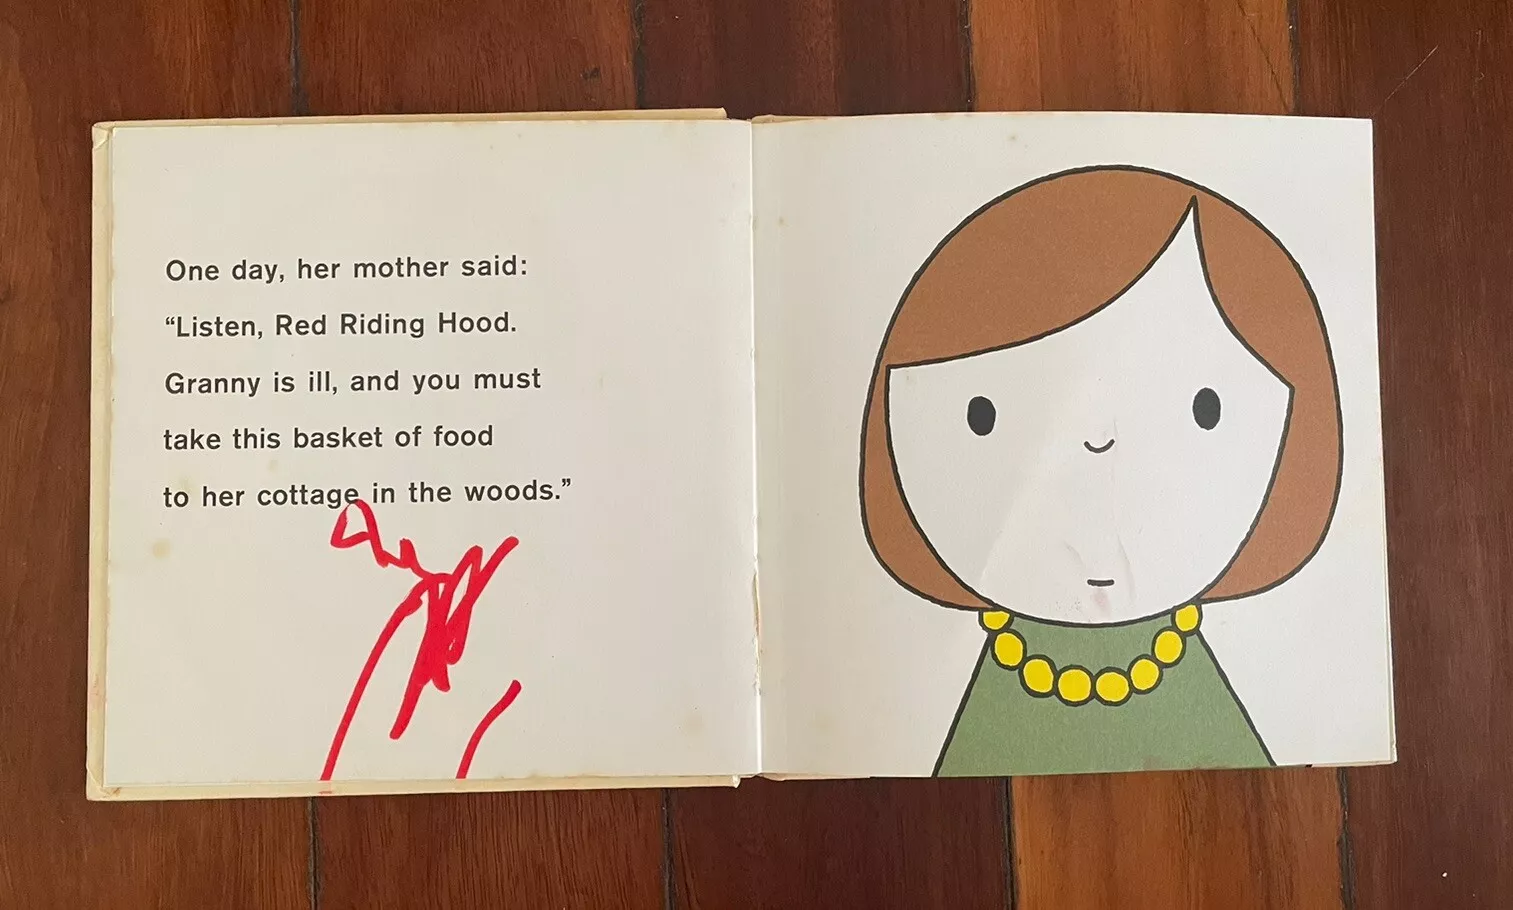 One day, her mother said:
“Listen, Red Riding Hood.
Granny is ill, and you must
take this basket of food
to her cottage in the woods.”